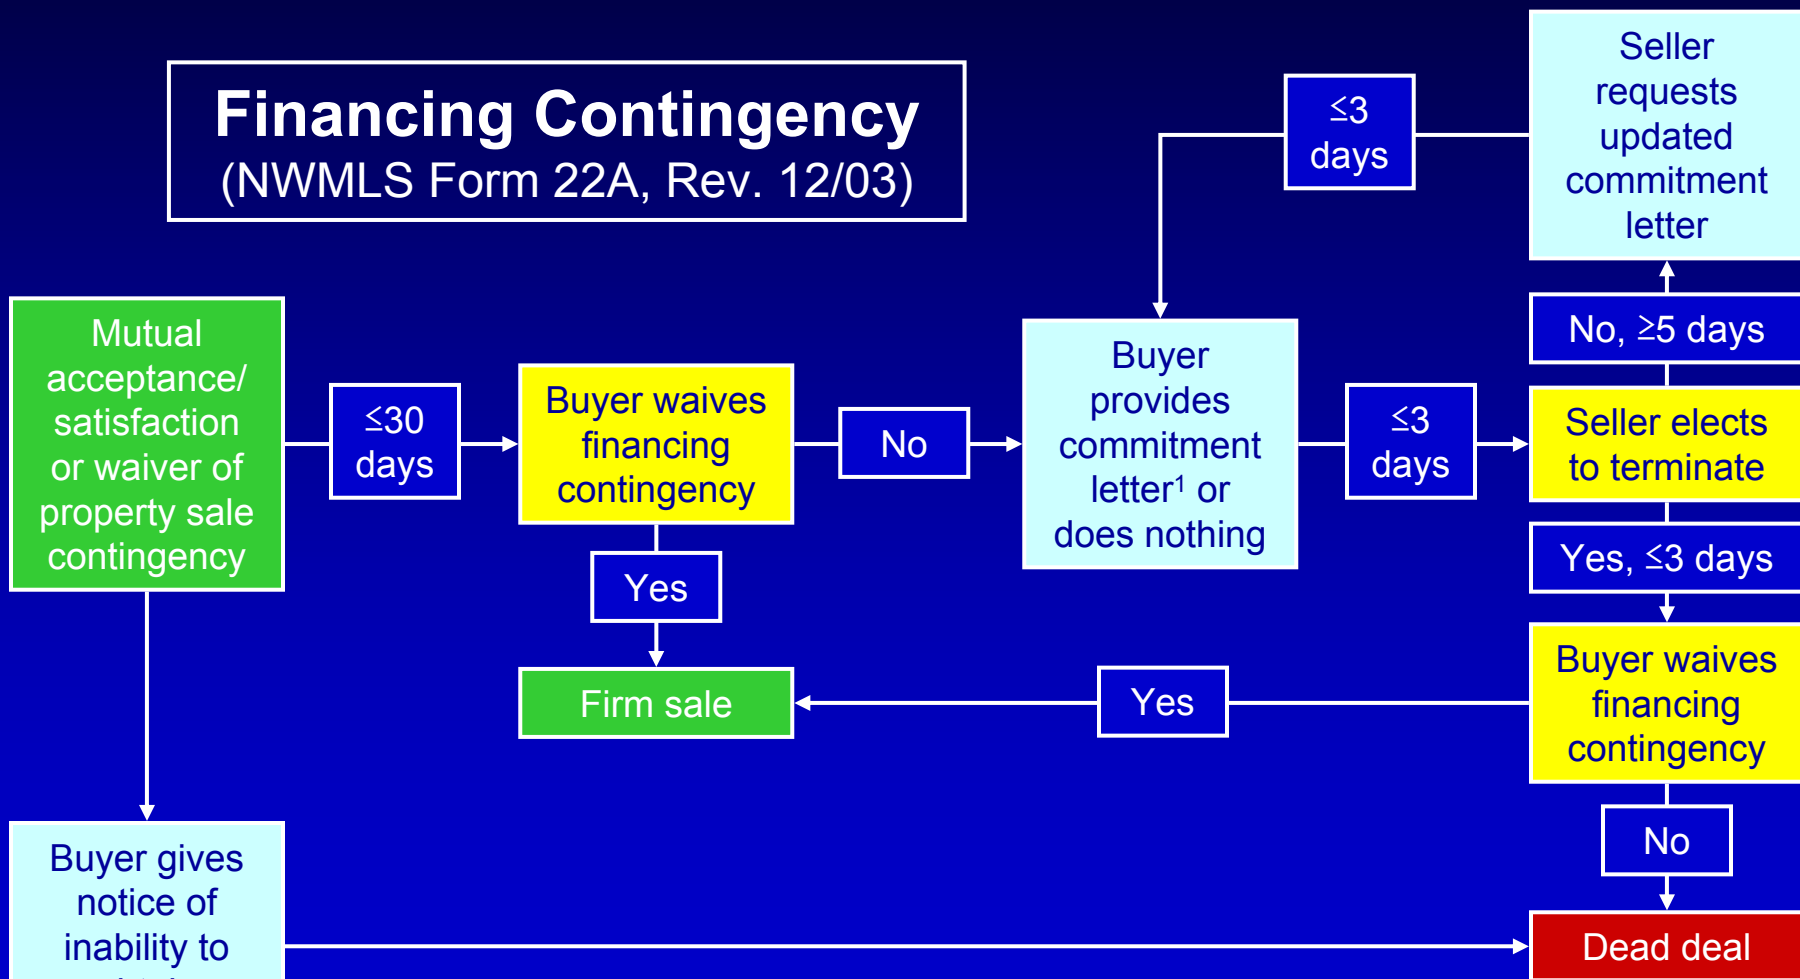 Financing Contingency
(NWMLS Form 22A, Rev. 12/03)
≤3
days
Seller
requests
updated
commitment
letter
No, ≥5 days
Mutual
acceptance/
satisfaction
or waiver of
property sale
contingency
≤30
days
Buyer waives
financing
contingency
No
Buyer
provides
commitment
letter¹ or
does nothing
≤3
days
Seller elects
to terminate
Yes, ≤3 days
Yes
Firm sale
Yes
Buyer waives
financing
contingency
No
Buyer gives
notice of
inability to
Dead deal